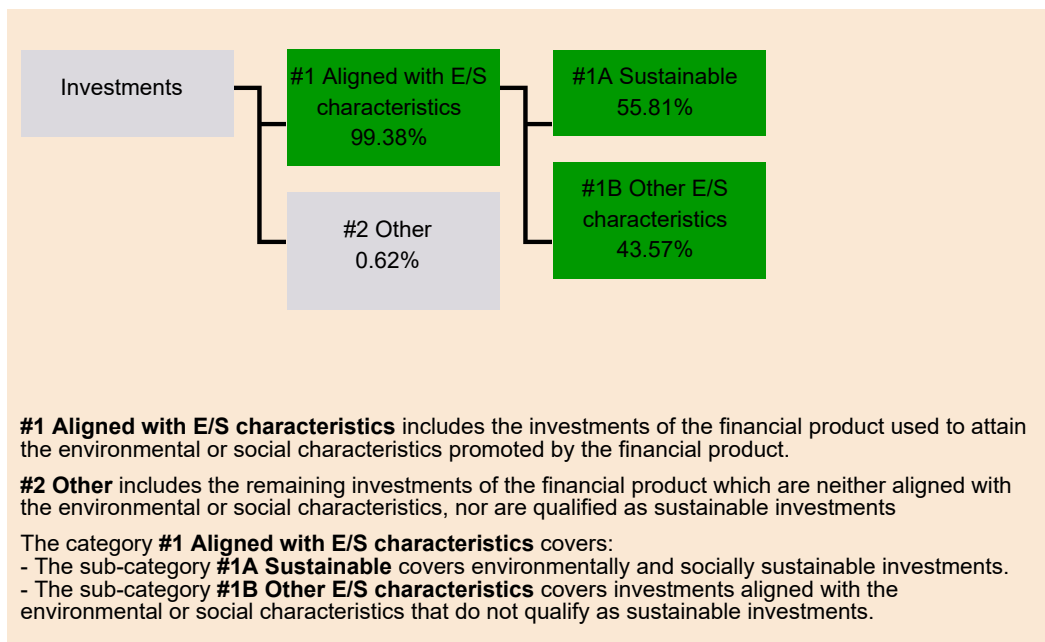 Investments
#1 Aligned with E/S
characteristics
99.38%
#1A Sustainable
55.81%
#2 Other
0.62%
#1B Other E/S
characteristics
43.57%
#1 Aligned with E/S characteristics includes the investments of the financial product used to attain
the environmental or social characteristics promoted by the financial product.
#2 Other includes the remaining investments of the financial product which are neither aligned with
the environmental or social characteristics, nor are qualified as sustainable investments
The category #1 Aligned with E/S characteristics covers:
- The sub-category #1A Sustainable covers environmentally and socially sustainable investments.
- The sub-category #1B Other E/S characteristics covers investments aligned with the
environmental or social characteristics that do not qualify as sustainable investments.